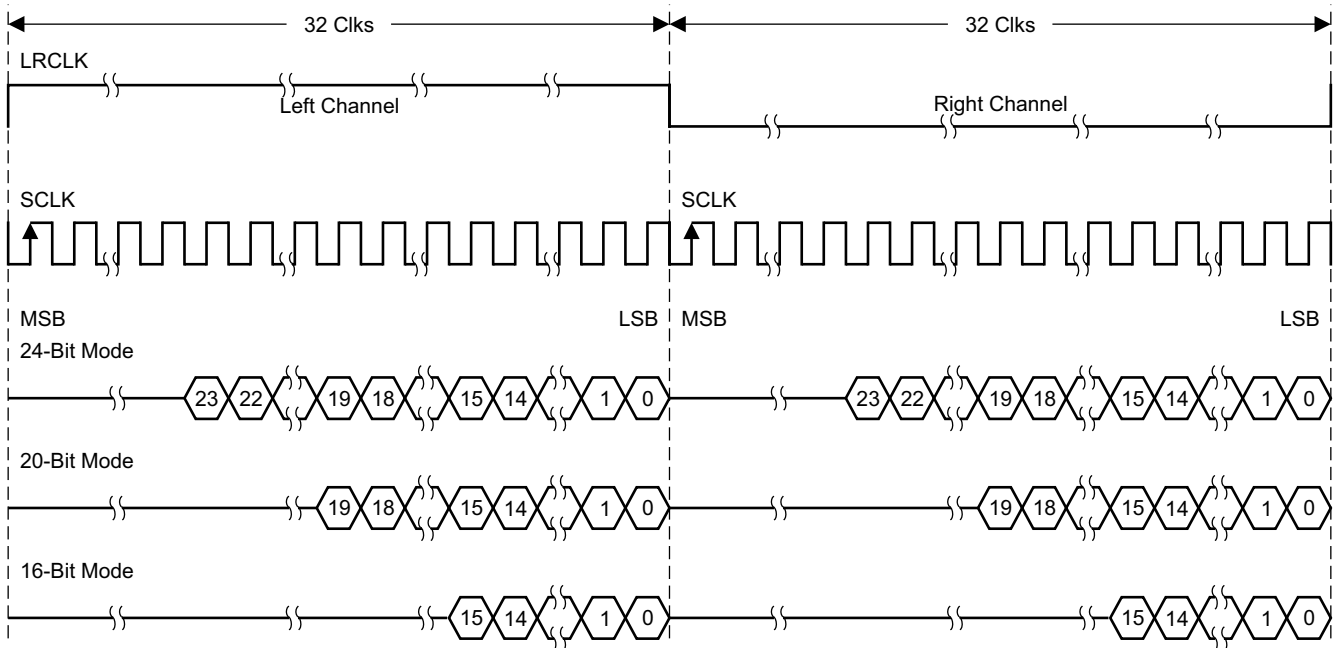 32 Clks 32 Clks
LRCLK
Left Channel Right Channel
SCLK SCLK
MSB LSB MSB LSB
24-Bit Mode
23 22 19 18 15 14 1 0 23 22 19 18 15 14 1 0
20-Bit Mode
19 18 15 14 1 0 19 18 15 14 1 0
16-Bit Mode
15 14 1 0 15 14 1 0